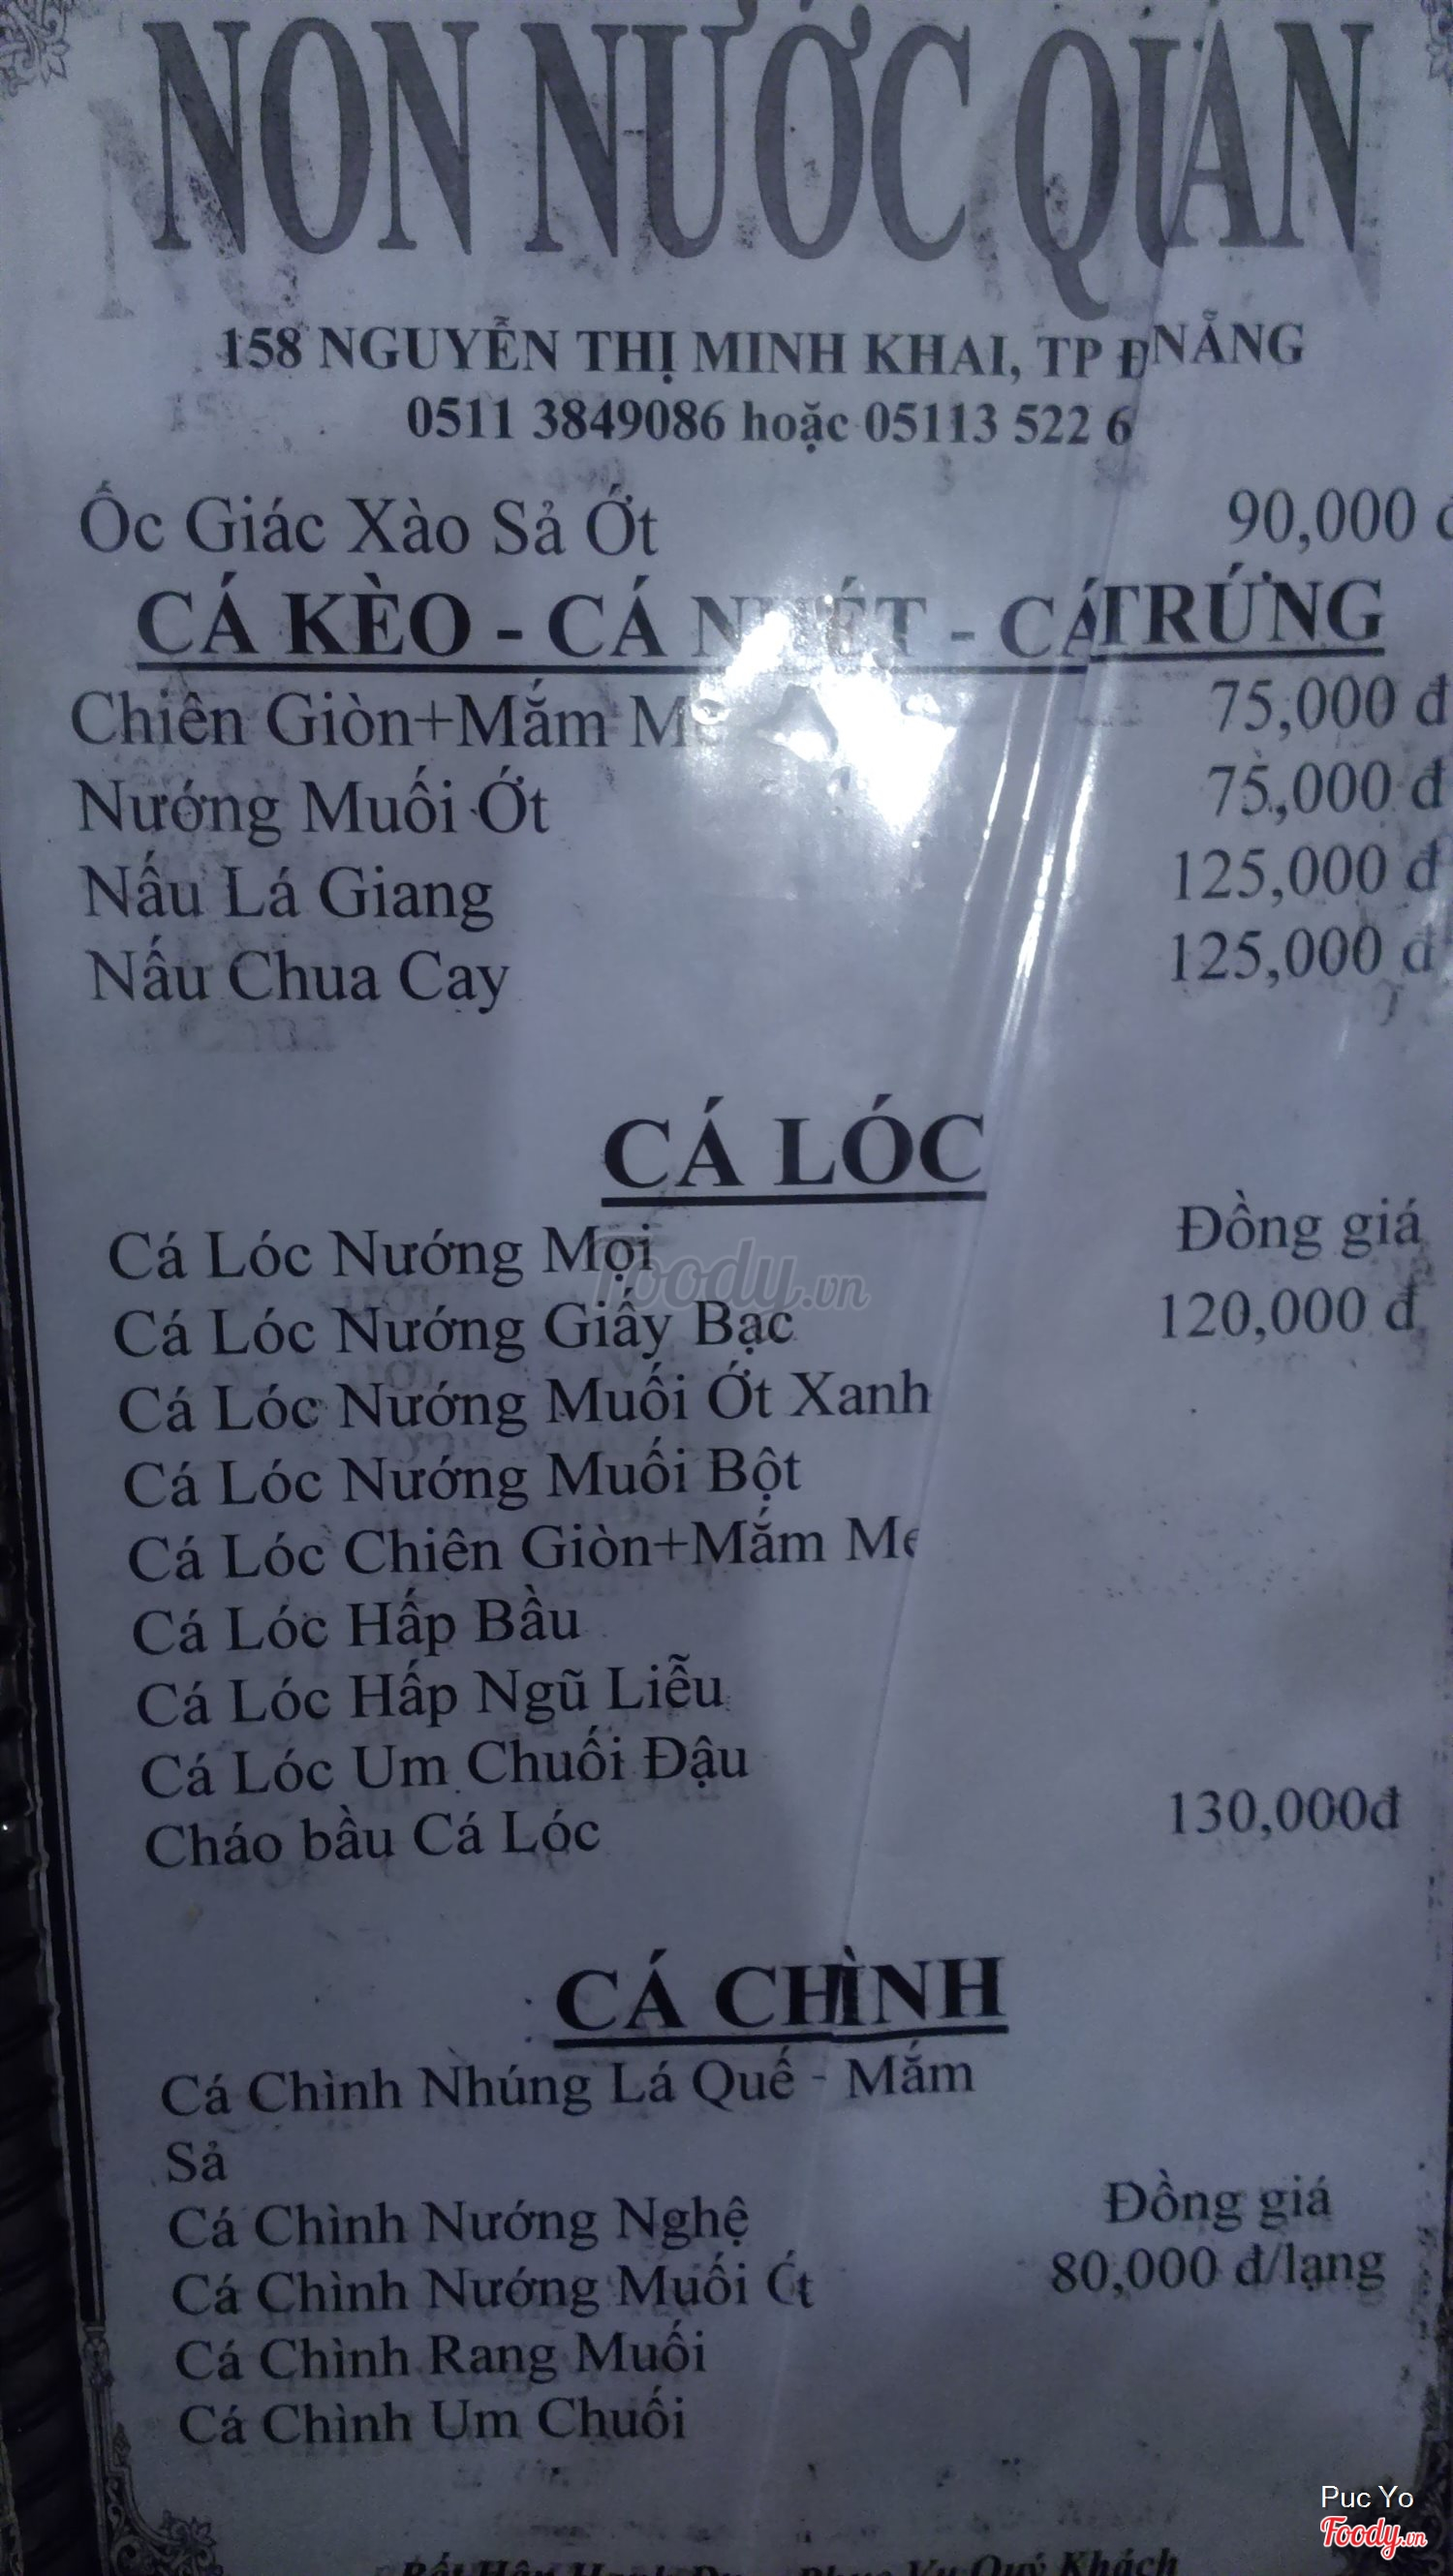 NON NƯỚC QUÁN
158 NGUYỄN THỊ MINH KHAI, TP Đ NẴNG
0511 3849086 hoặc 05113 522 6
Ốc Giác Xào Sả Ớt 90,000 đ
CÁ KÈO - CÁ NHÉT - CÁ TRỨNG
Chiên Giòn+Mắm Me 75,000 đ
Nướng Muối Ớt 75,000 đ
Nấu Lá Giang 125,000 đ
Nấu Chua Cay 125,000 đ
CÁ LÓC
Cá Lóc Nướng Mọi Đồng giá
Foody.vn
Cá Lóc Nướng Giấy Bạc 120,000 đ
Cá Lóc Nướng Muối Ớt Xanh
Cá Lóc Nướng Muối Bột
Cá Lóc Chiên Giòn+Mắm Me
Cá Lóc Hấp Bầu
Cá Lóc Hấp Ngũ Liễu
Cá Lóc Um Chuối Đậu
Cháo bầu Cá Lóc 130,000đ
CÁ CHÌNH
Cá Chình Nhúng Lá Quế - Mắm
Sả
Cá Chình Nướng Nghệ Đồng giá
Cá Chình Nướng Muối Ớt 80,000 đ/lạng
Cá Chình Rang Muối
Cá Chình Um Chuối
Puc Yo
Foody.vn
Quý Khách